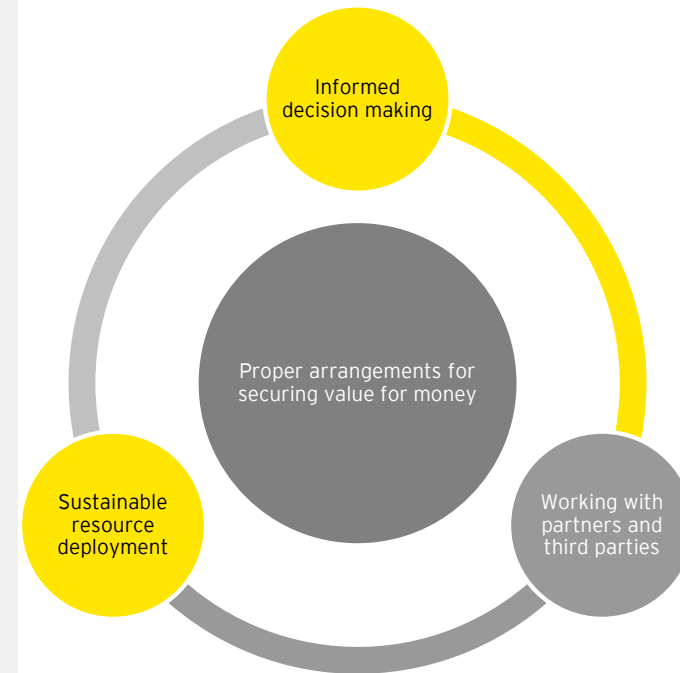 Informed
decision making
Proper arrangements for
securing value for money
Sustainable
resource
deployment
Working with
partners and
third parties